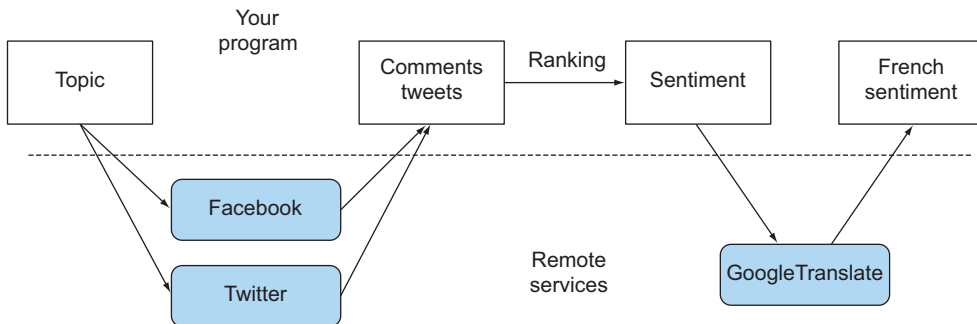 Your
program
Topic
Comments
tweets
Ranking
Sentiment
French
sentiment
Facebook
Twitter
Remote
services
GoogleTranslate